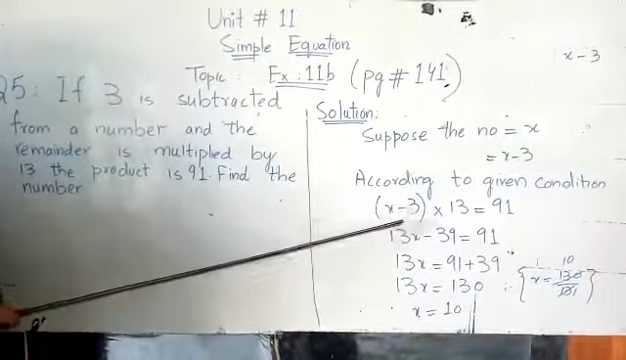 Unit # 11
Simple Equation
Topic : Ex : 11b (pg # 141)
x - 3
25: If 3 is subtracted
from a number and the
remainder is multiplied by
13 the product is 91. Find the
number
Solution:
Suppose the no = x
= x-3
According to given condition
(x-3) x 13 = 91
13x - 39 = 91
13x = 91+39
13x = 130
x = 10